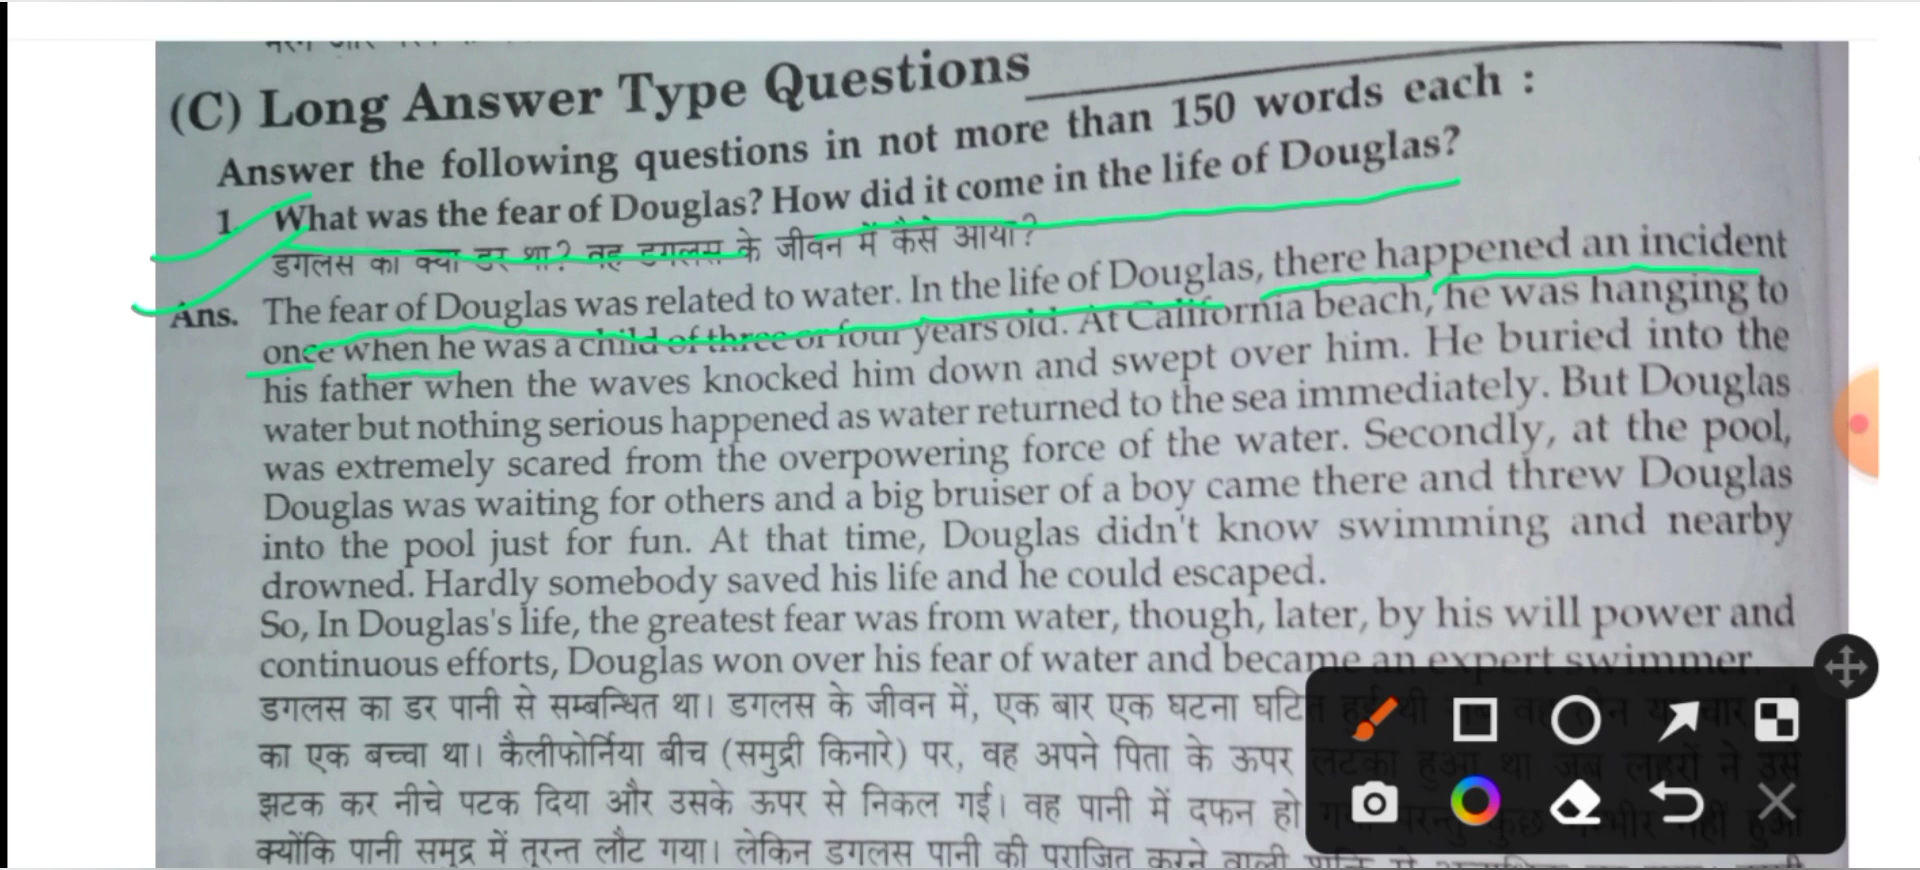 (C) Long Answer Type Questions
Answer the following questions in not more than 150 words each :
1. What was the fear of Douglas? How did it come in the life of Douglas?
डगलस का क्या डर था? वह डगलस के जीवन में कैसे आया?
Ans. The fear of Douglas was related to water. In the life of Douglas, there happened an incident
once when he was a child of three or four years old. At California beach, he was hanging to
his father when the waves knocked him down and swept over him. He buried into the
water but nothing serious happened as water returned to the sea immediately. But Douglas
was extremely scared from the overpowering force of the water. Secondly, at the pool,
Douglas was waiting for others and a big bruiser of a boy came there and threw Douglas
into the pool just for fun. At that time, Douglas didn't know swimming and nearby
drowned. Hardly somebody saved his life and he could escaped.
So, In Douglas's life, the greatest fear was from water, though, later, by his will power and
continuous efforts, Douglas won over his fear of water and became an expert swimmer.
डगलस का डर पानी से सम्बन्धित था। डगलस के जीवन में, एक बार एक घटना घटित हुई थी
का एक बच्चा था। कैलीफोर्निया बीच (समुद्री किनारे) पर, वह अपने पिता के ऊपर लटका हुआ था जब लाहरों ने उसे
झटक कर नीचे पटक दिया और उसके ऊपर से निकल गई। वह पानी में दफन हो
क्योंकि पानी समुद्र में तुरन्त लौट गया। लेकिन डगलस पानी की पराजित करने वाली